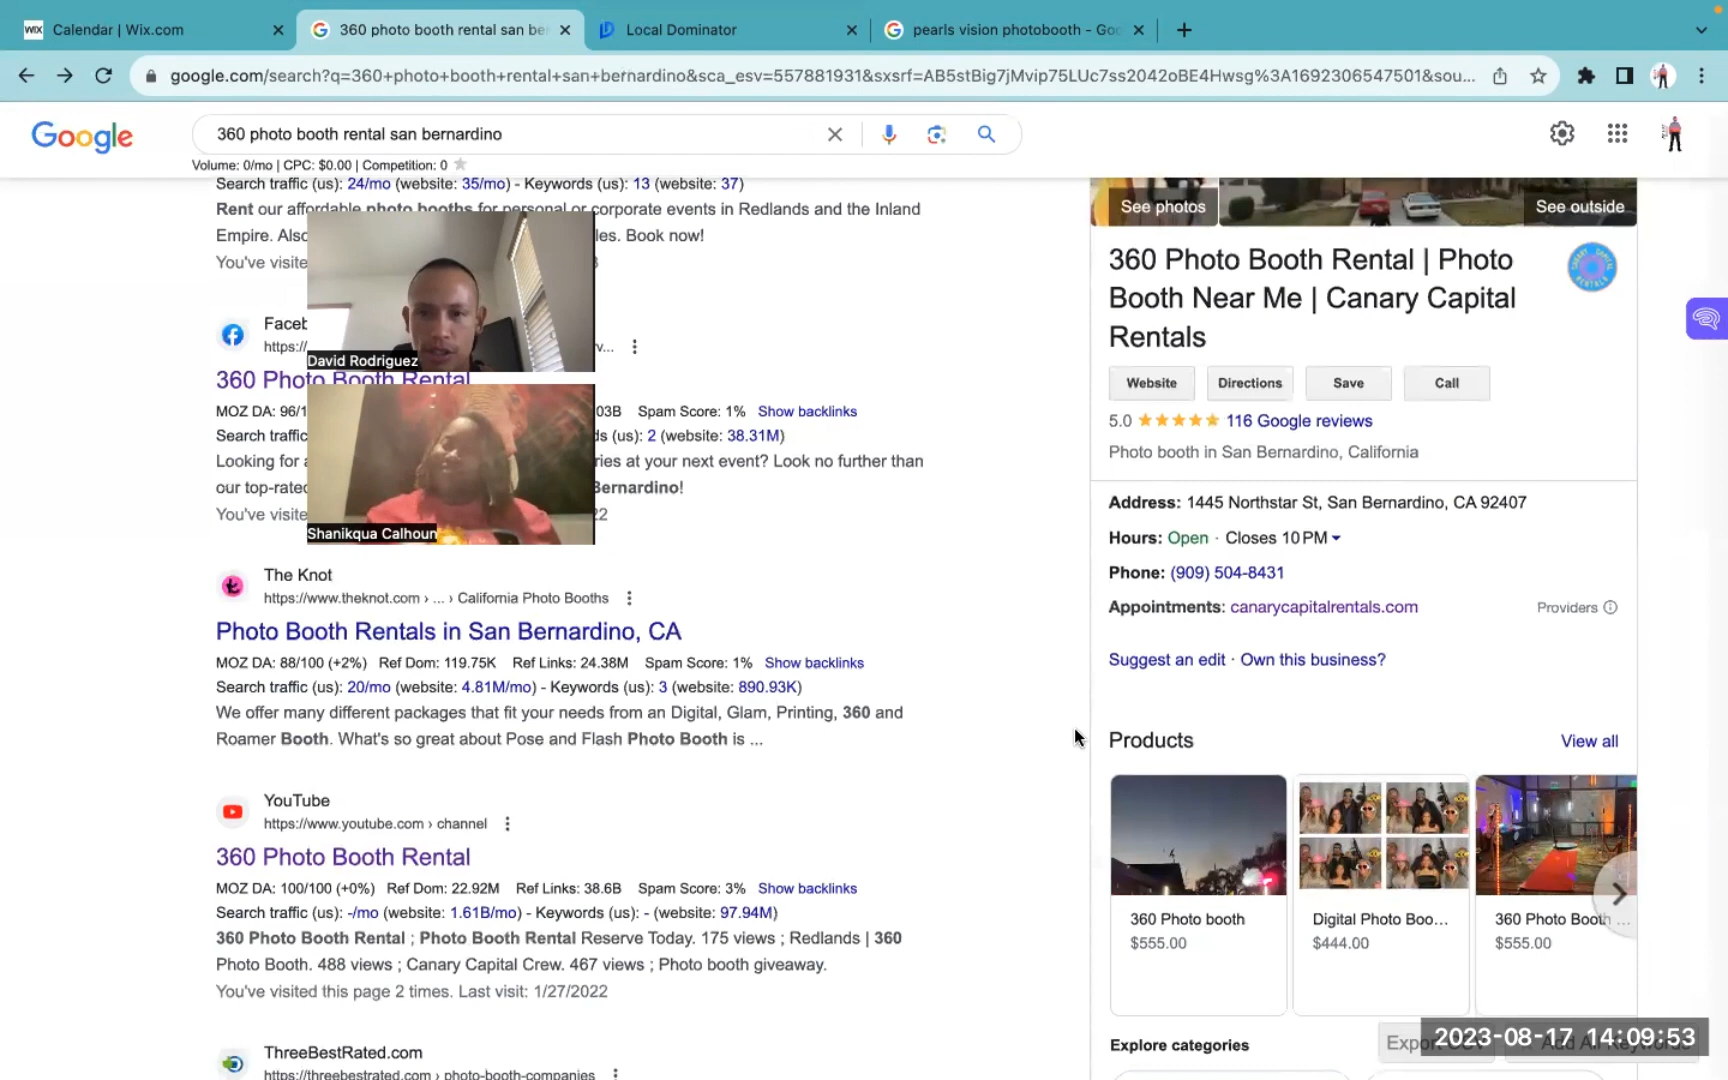 WIX Calendar | Wix.com
360 photo booth rental san be
Local Dominator
pearls vision photobooth - Goo
google.com/search?q=360+photo+booth+rental+san+bernardino&sca_esv=557881931&sxsrf=AB5stBig7jMvip75LUc7ss2042oBE4Hwsg%3A1692306547501&sou...
Google
360 photo booth rental san bernardino
Volume: 0/mo | CPC: $0.00 | Competition: 0
Search traffic (us): 24/mo (website: 35/mo) - Keywords (us): 13 (website: 37)
Rent our affordable photo booths for personal or corporate events in Redlands and the Inland
Empire. Also les. Book now!
You've visite 3
Faceb
https:// v...
360 Photo Booth Rental
MOZ DA: 96/1 03B Spam Score: 1% Show backlinks
Search traffic ds (us): 2 (website: 38.31M)
Looking for a ries at your next event? Look no further than
our top-rated Bernardino!
You've visite 22
David Rodriguez
Shanikqua Calhoun
The Knot
https://www.theknot.com › ... › California Photo Booths
Photo Booth Rentals in San Bernardino, CA
MOZ DA: 88/100 (+2%) Ref Dom: 119.75K Ref Links: 24.38M Spam Score: 1% Show backlinks
Search traffic (us): 20/mo (website: 4.81M/mo) - Keywords (us): 3 (website: 890.93K)
We offer many different packages that fit your needs from an Digital, Glam, Printing, 360 and
Roamer Booth. What's so great about Pose and Flash Photo Booth is ...
YouTube
https://www.youtube.com › channel
360 Photo Booth Rental
MOZ DA: 100/100 (+0%) Ref Dom: 22.92M Ref Links: 38.6B Spam Score: 3% Show backlinks
Search traffic (us): -/mo (website: 1.61B/mo) - Keywords (us): - (website: 97.94M)
360 Photo Booth Rental ; Photo Booth Rental Reserve Today. 175 views ; Redlands | 360
Photo Booth. 488 views ; Canary Capital Crew. 467 views ; Photo booth giveaway.
You've visited this page 2 times. Last visit: 1/27/2022
ThreeBestRated.com
https://threebestrated.com › photo-booth-companies
See photos
See outside
360 Photo Booth Rental | Photo
Booth Near Me | Canary Capital
Rentals
Website Directions Save Call
5.0 116 Google reviews
Photo booth in San Bernardino, California
Address: 1445 Northstar St, San Bernardino, CA 92407
Hours: Open · Closes 10 PM
Phone: (909) 504-8431
Appointments: canarycapitalrentals.com Providers
Suggest an edit · Own this business?
Products View all
360 Photo booth
$555.00
Digital Photo Boo...
$444.00
360 Photo Booth ...
$555.00
Explore categories
2023-08-17 14:09:53